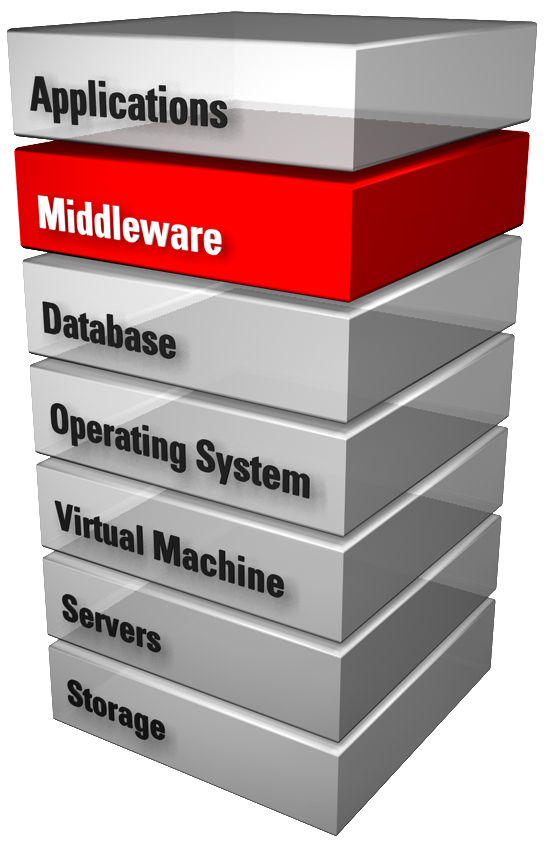 Applications
Middleware
Database
Operating System
Virtual Machine
Servers
Storage